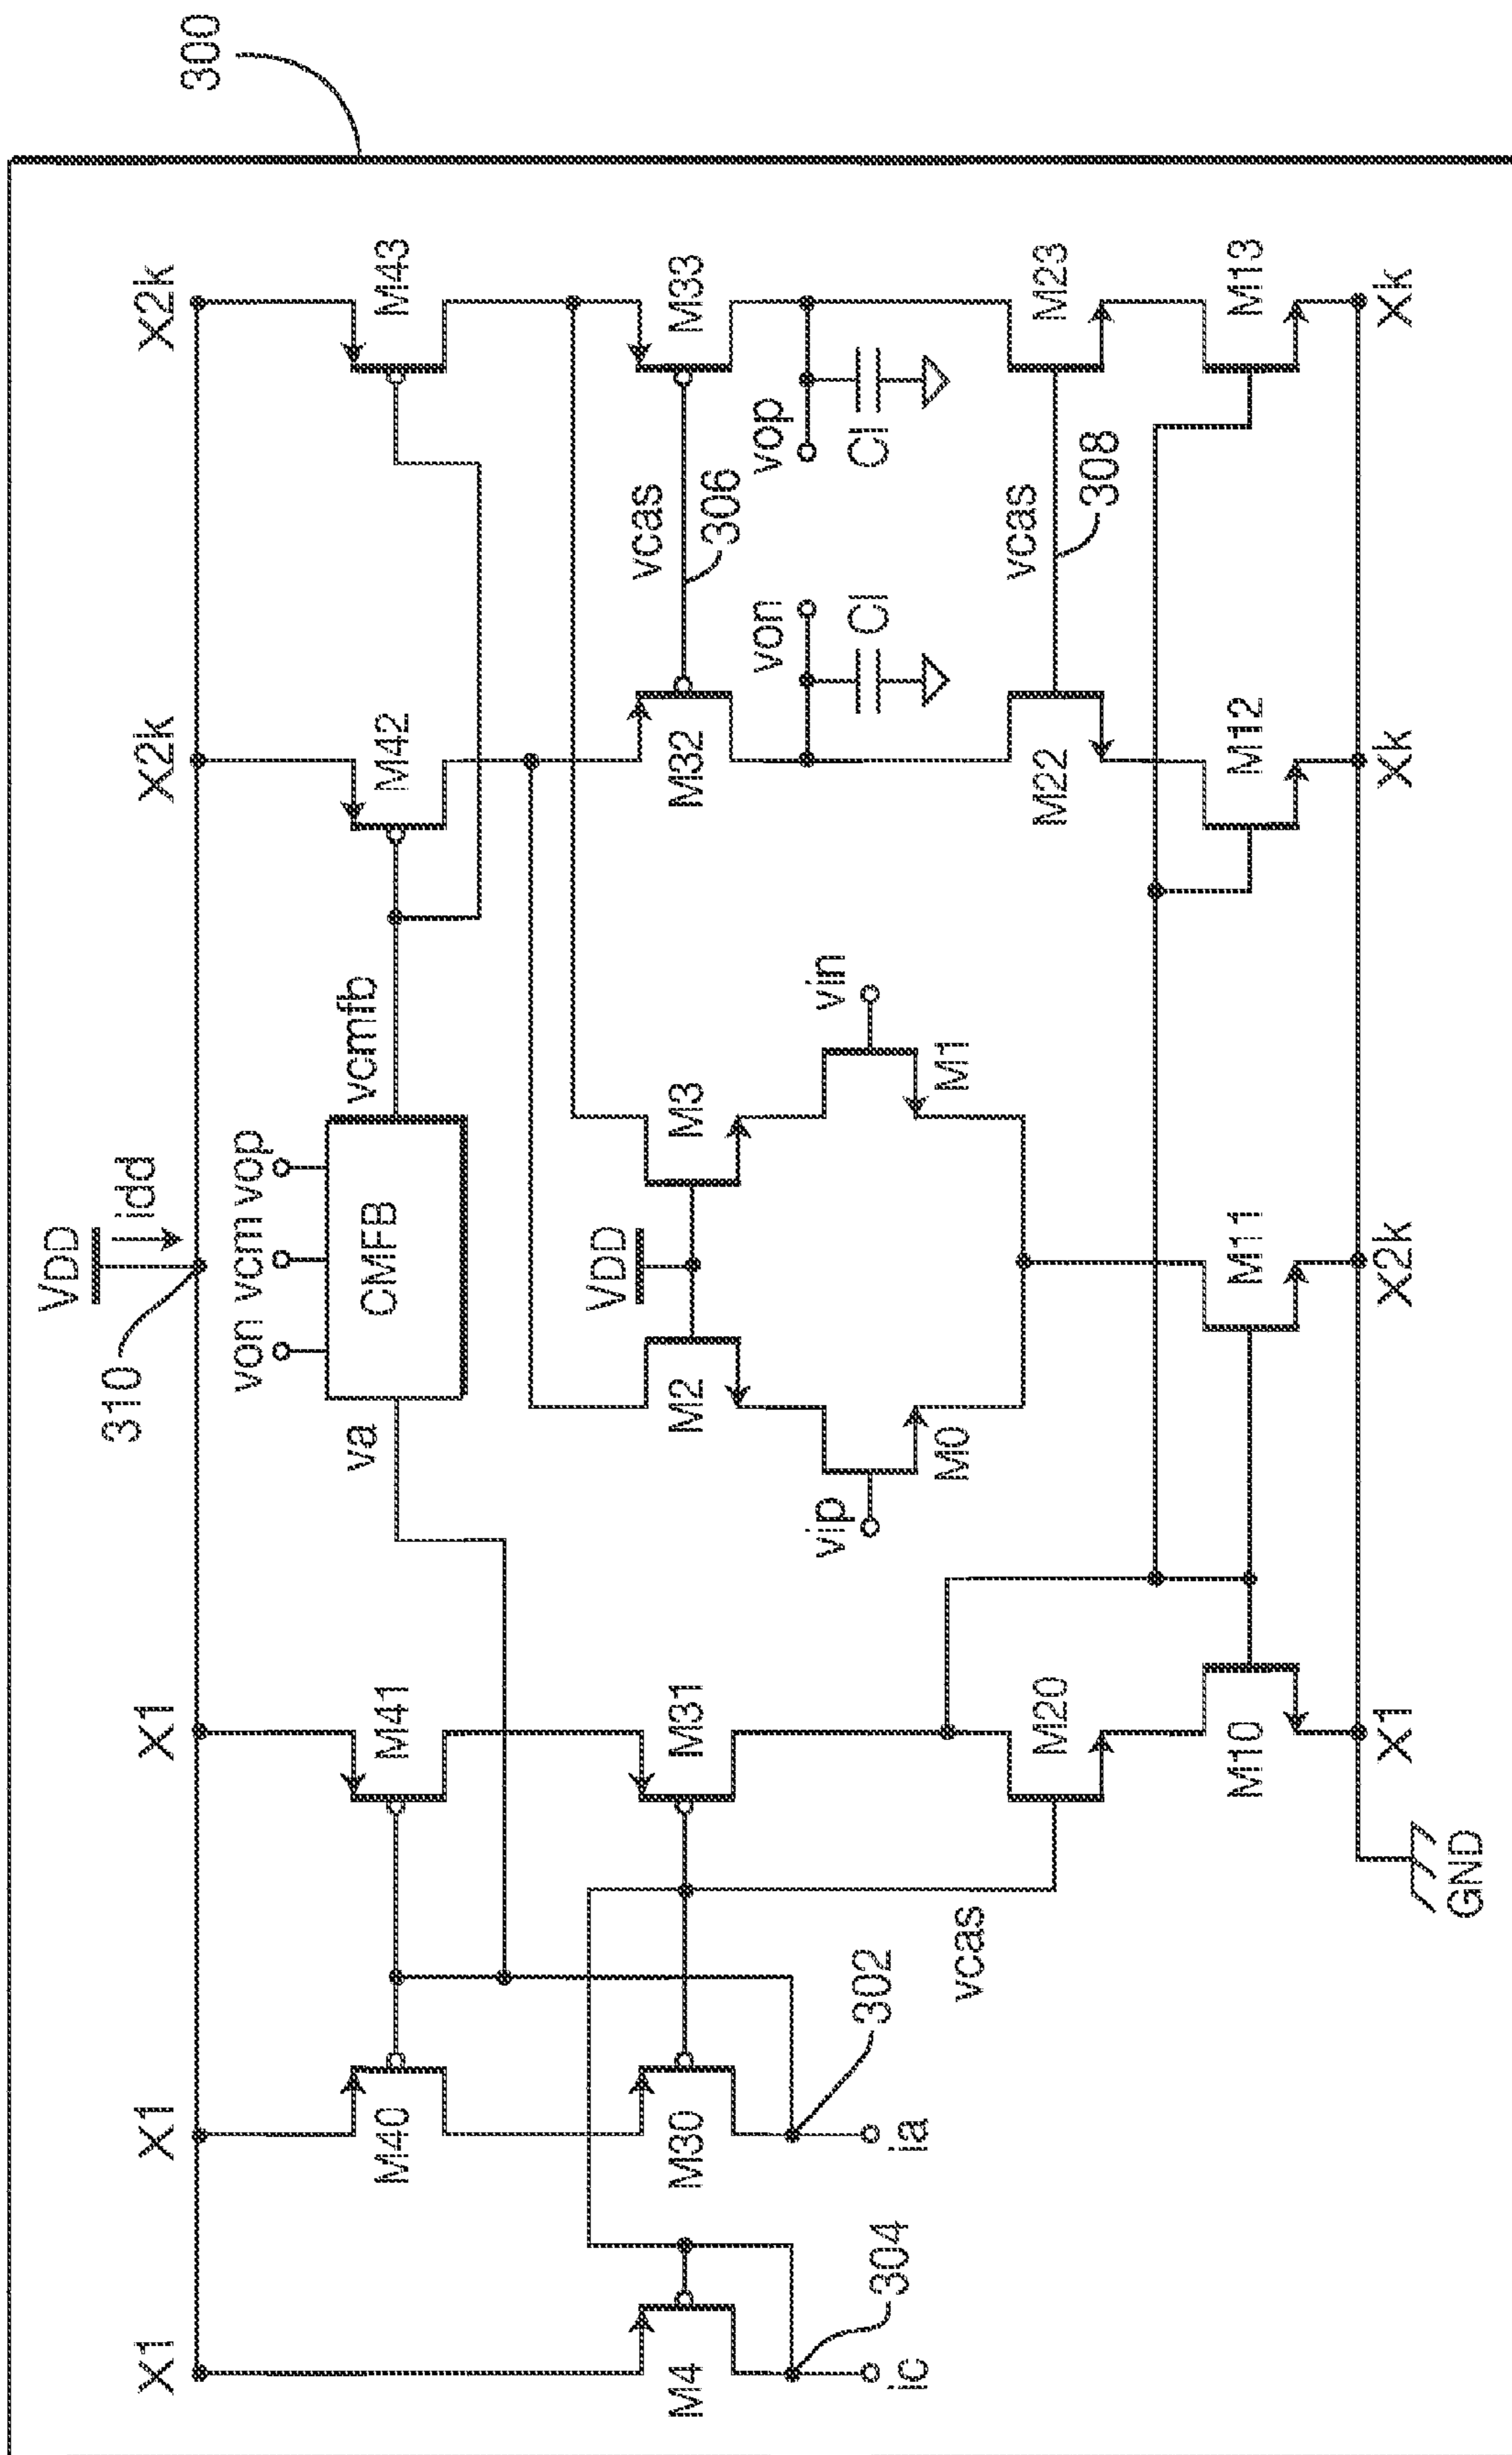 300
VDD
idd
310
X1
X1
X1
X2k
X2k
von
vcm
vop
va
CMFB
vcmfb
M40
M41
M42
M43
VDD
vcas
306
M4
M30
M31
M2
M3
M32
M33
von
vop
vip
vin
Cl
Cl
ic
ia
304
302
M0
M1
vcas
vcas
308
M20
M22
M23
M10
M11
M12
M13
X1
X2k
Xk
Xk
GND